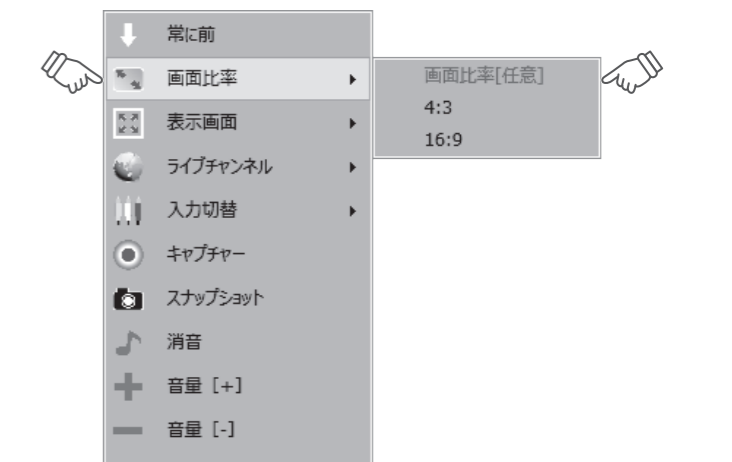 常に前
画面比率
画面比率[任意]
4:3
16:9
表示画面
ライブチャンネル
入力切替
キャプチャー
スナップショット
消音
音量 [+]
音量 [-]